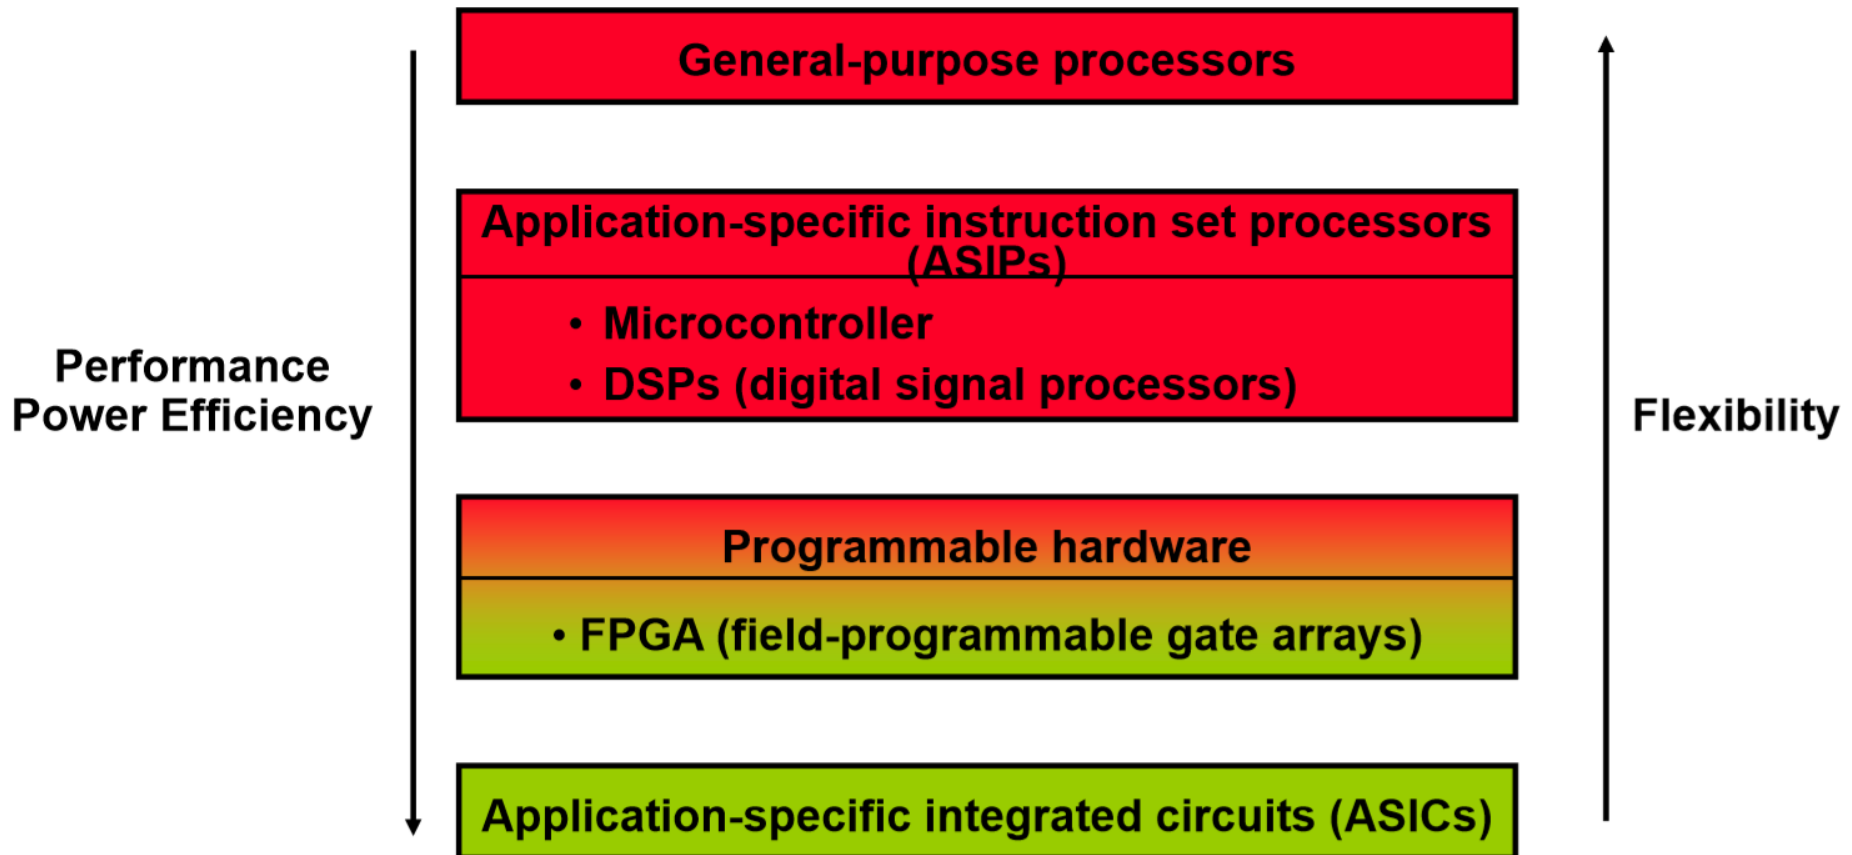 General-purpose processors
Application-specific instruction set processors
(ASIPs)
• Microcontroller
• DSPs (digital signal processors)
Performance
Power Efficiency
Flexibility
Programmable hardware
• FPGA (field-programmable gate arrays)
Application-specific integrated circuits (ASICs)